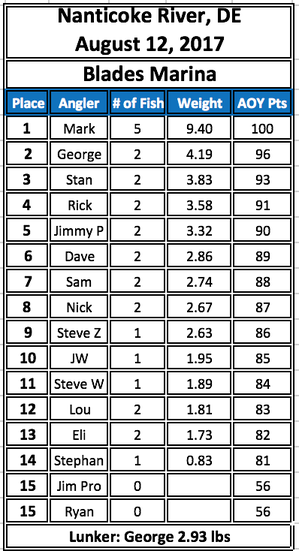 Nanticoke River, DE
August 12, 2017
Blades Marina
Place Angler # of Fish Weight AOY Pts
1 Mark 5 9.40 100
2 George 2 4.19 96
3 Stan 2 3.83 93
4 Rick 2 3.58 91
5 Jimmy P 2 3.32 90
6 Dave 2 2.86 89
7 Sam 2 2.74 88
8 Nick 2 2.67 87
9 Steve Z 1 2.63 86
10 JW 1 1.95 85
11 Steve W 1 1.89 84
12 Lou 2 1.81 83
13 Eli 2 1.73 82
14 Stephan 1 0.83 81
15 Jim Pro 0 56
15 Ryan 0 56
Lunker: George 2.93 lbs